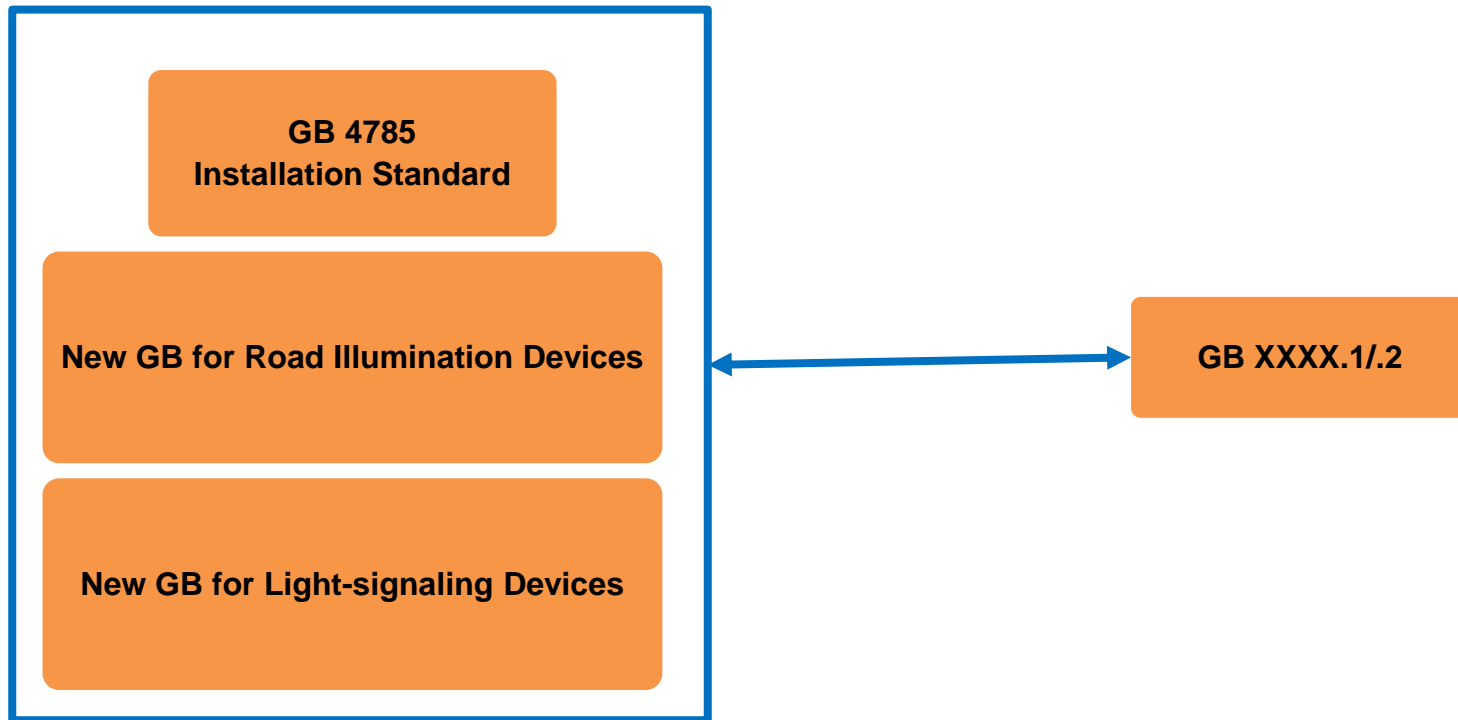 GB 4785
Installation Standard
New GB for Road Illumination Devices
GB XXXX.1/.2
New GB for Light-signaling Devices